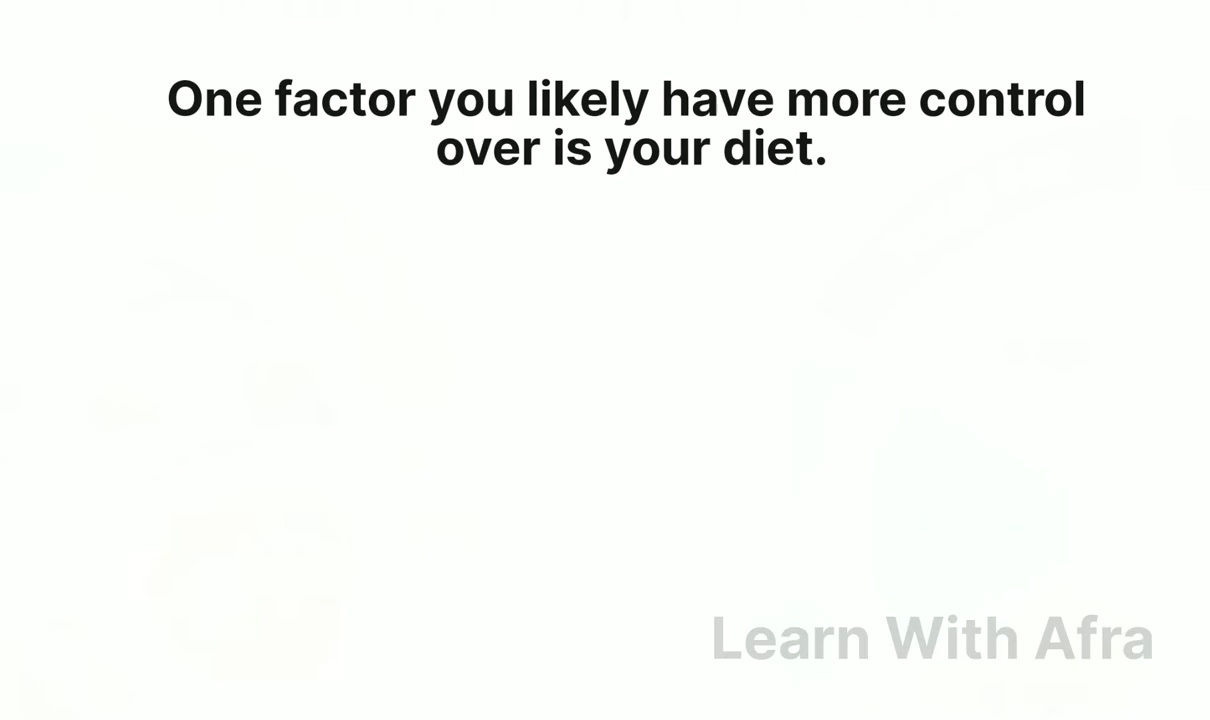 One factor you likely have more control
over is your diet.
Learn With Afra